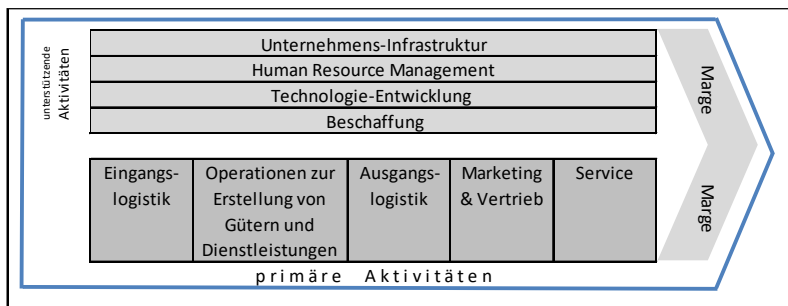 unterstützende
Aktivitäten
Unternehmens-Infrastruktur
Human Resource Management
Technologie-Entwicklung
Beschaffung
Marge
Eingangs-
logistik
Operationen zur
Erstellung von
Gütern und
Dienstleistungen
Ausgangs-
logistik
Marketing
& Vertrieb
Service
Marge
primäre Aktivitäten